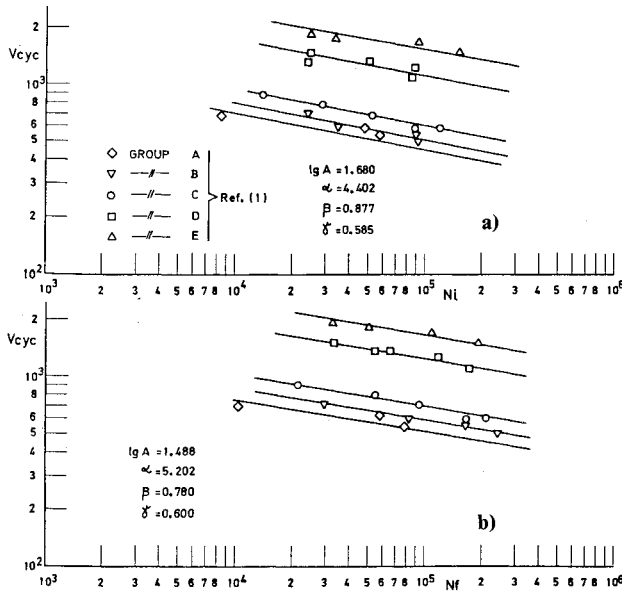 2
a)
Vcyc
10³
8
6
5
4
◇ GROUP A
▽ —〃— B
○ —〃— C
□ —〃— D
△ —〃— E
Ref. (1)
lg A = 1.680
α = 4.402
β = 0.877
γ = 0.585
2
10²
10³ 2 3 4 5 6 7 8 10⁴ 2 3 4 5 6 7 8 10⁵ 2 3 4 5 6 7 8 10⁶
Ni
2
Vcyc
10³
8
6
5
4
lg A = 1.488
α = 5.202
β = 0.780
γ = 0.600
b)
2
10²
10³ 2 3 4 5 6 7 8 10⁴ 2 3 4 5 6 7 8 10⁵ 2 3 4 5 6 7 8 10⁶
Nf